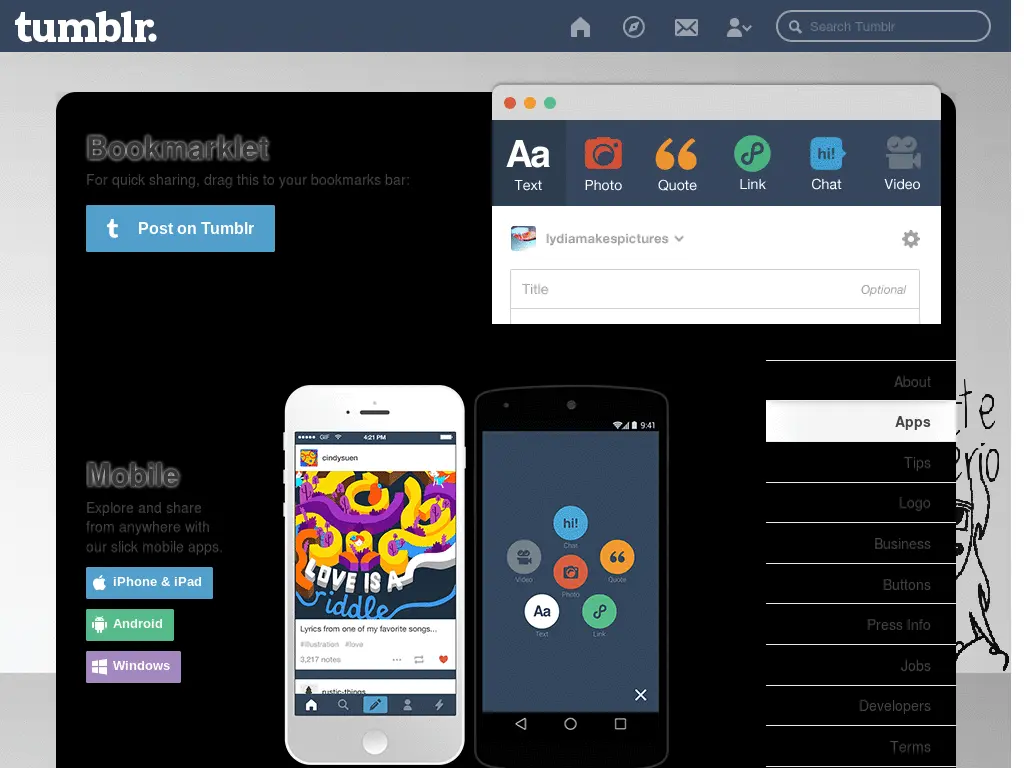 tumblr.
Search Tumblr
Bookmarklet
For quick sharing, drag this to your bookmarks bar:
Post on Tumblr
Aa
Text
Photo
Quote
Link
hi!
Chat
Video
lydiamakespictures
Title
Optional
About
Apps
Tips
Logo
Business
Buttons
Press Info
Jobs
Developers
Terms
Mobile
Explore and share
from anywhere with
our slick mobile apps.
iPhone & iPad
Android
Windows
GIF
4:21 PM
cindysuen
LOVE IS A
riddle
Lyrics from one of my favorite songs...
#illustration #love
3,217 notes
rustic-things
9:41
hi!
Chat
Video
Quote
Photo
Aa
Text
Link